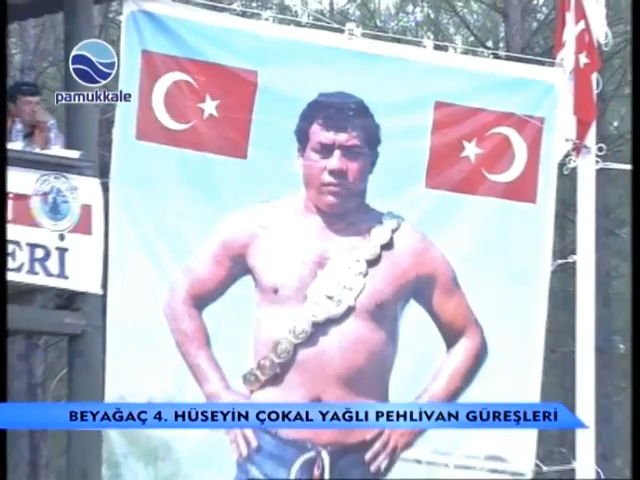 pamukkale
İ
ERİ
BEYAĞAÇ 4. HÜSEYİN ÇOKAL YAĞLI PEHLİVAN GÜREŞLERİ